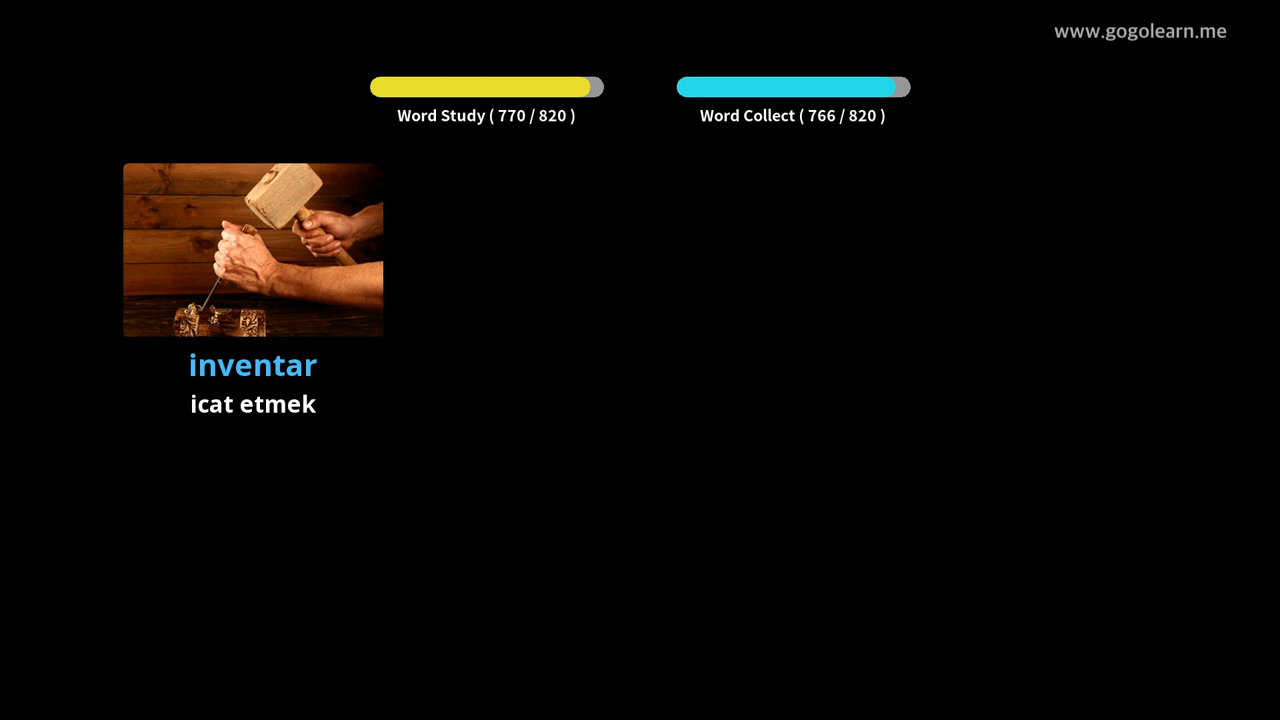 www.gogolearn.me
Word Study ( 770 / 820 )
Word Collect ( 766 / 820 )
inventar
icat etmek